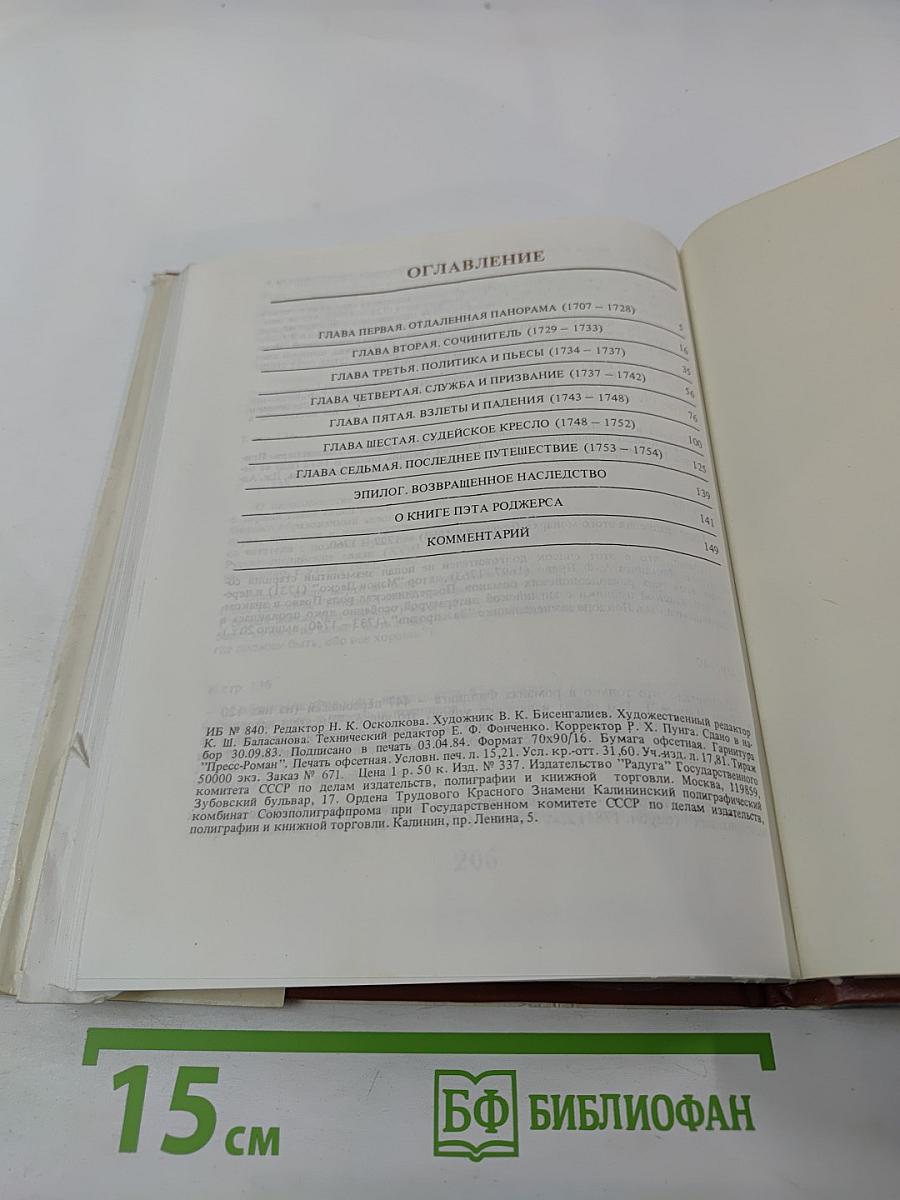 ОГЛАВЛЕНИЕ
ГЛАВА ПЕРВАЯ. ОТДАЛЕННАЯ ПАНОРАМА (1707 — 1728) 5
ГЛАВА ВТОРАЯ. СОЧИНИТЕЛЬ (1729 — 1733) 16
ГЛАВА ТРЕТЬЯ. ПОЛИТИКА И ПЬЕСЫ (1734 — 1737) 35
ГЛАВА ЧЕТВЕРТАЯ. СЛУЖБА И ПРИЗВАНИЕ (1737 — 1742) 56
ГЛАВА ПЯТАЯ. ВЗЛЕТЫ И ПАДЕНИЯ (1743 — 1748) 76
ГЛАВА ШЕСТАЯ. СУДЕЙСКОЕ КРЕСЛО (1748 — 1752) 100
ГЛАВА СЕДЬМАЯ. ПОСЛЕДНЕЕ ПУТЕШЕСТВИЕ (1753 — 1754) 125
ЭПИЛОГ. ВОЗВРАЩЕННОЕ НАСЛЕДСТВО 139
О КНИГЕ ПЭТА РОДЖЕРСА 141
КОММЕНТАРИЙ 149
ИБ № 840. Редактор Н. К. Осколкова. Художник В. К. Бисенгалиев. Художественный редактор
К. Ш. Баласанова. Технический редактор Е. Ф. Фонченко. Корректор Р. Х. Пунга. Сдано в на-
бор 30.09.83. Подписано в печать 03.04.84. Формат 70х90/16. Бумага офсетная. Гарнитура
"Пресс-Роман". Печать офсетная. Условн. печ. л. 15,21. Усл. кр.-отт. 31,60. Уч.-изд. л. 17,81. Тираж
50000 экз. Заказ № 671. Цена 1 р. 50 к. Изд. № 337. Издательство "Радуга" Государственного
комитета СССР по делам издательств, полиграфии и книжной торговли. Москва, 119859,
Зубовский бульвар, 17. Ордена Трудового Красного Знамени Калининский полиграфический
комбинат Союзполиграфпрома при Государственном комитете СССР по делам издательств,
полиграфии и книжной торговли. Калинин, пр. Ленина, 5.
15 см
БФ БИБЛИОФАН